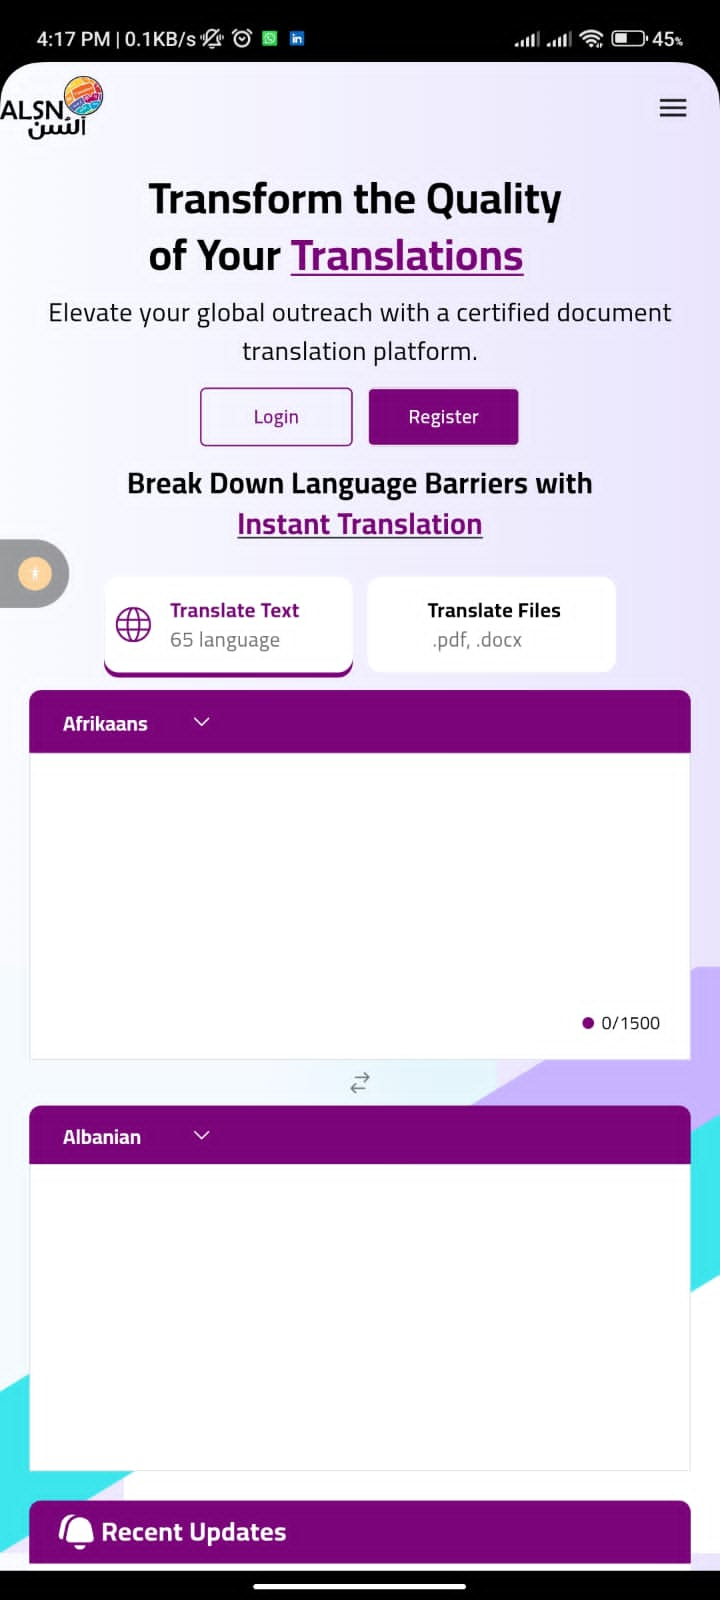 4:17 PM | 0.1KB/s
45%
ALSN
ألسن
Transform the Quality
of Your Translations
Elevate your global outreach with a certified document
translation platform.
Login
Register
Break Down Language Barriers with
Instant Translation
Translate Text
65 language
Translate Files
.pdf, .docx
Afrikaans
0/1500
Albanian
Recent Updates